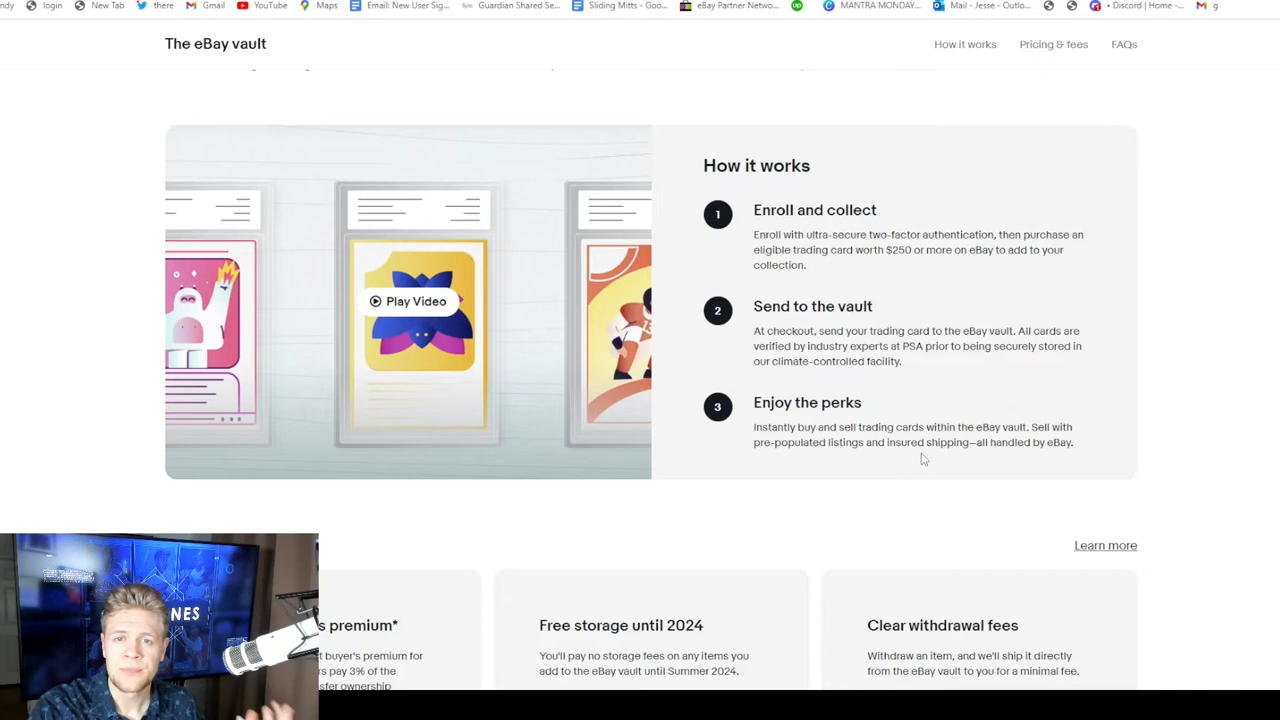 login
New Tab
there
Gmail
YouTube
Maps
Email: New User Sig...
Guardian Shared Se...
Sliding Mitts - Goo...
eBay Partner Netwo...
up
MANTRA MONDAY...
Mail - Jesse - Outlo...
• Discord | Home -...
g
The eBay vault
How it works
Pricing & fees
FAQs
Play Video
How it works
1
Enroll and collect
Enroll with ultra-secure two-factor authentication, then purchase an
eligible trading card worth $250 or more on eBay to add to your
collection.
2
Send to the vault
At checkout, send your trading card to the eBay vault. All cards are
verified by industry experts at PSA prior to being securely stored in
our climate-controlled facility.
3
Enjoy the perks
Instantly buy and sell trading cards within the eBay vault. Sell with
pre-populated listings and insured shipping—all handled by eBay.
Learn more
s premium*
t buyer's premium for
rs pay 3% of the
sfer ownership
Free storage until 2024
You'll pay no storage fees on any items you
add to the eBay vault until Summer 2024.
Clear withdrawal fees
Withdraw an item, and we'll ship it directly
from the eBay vault to you for a minimal fee.
NES